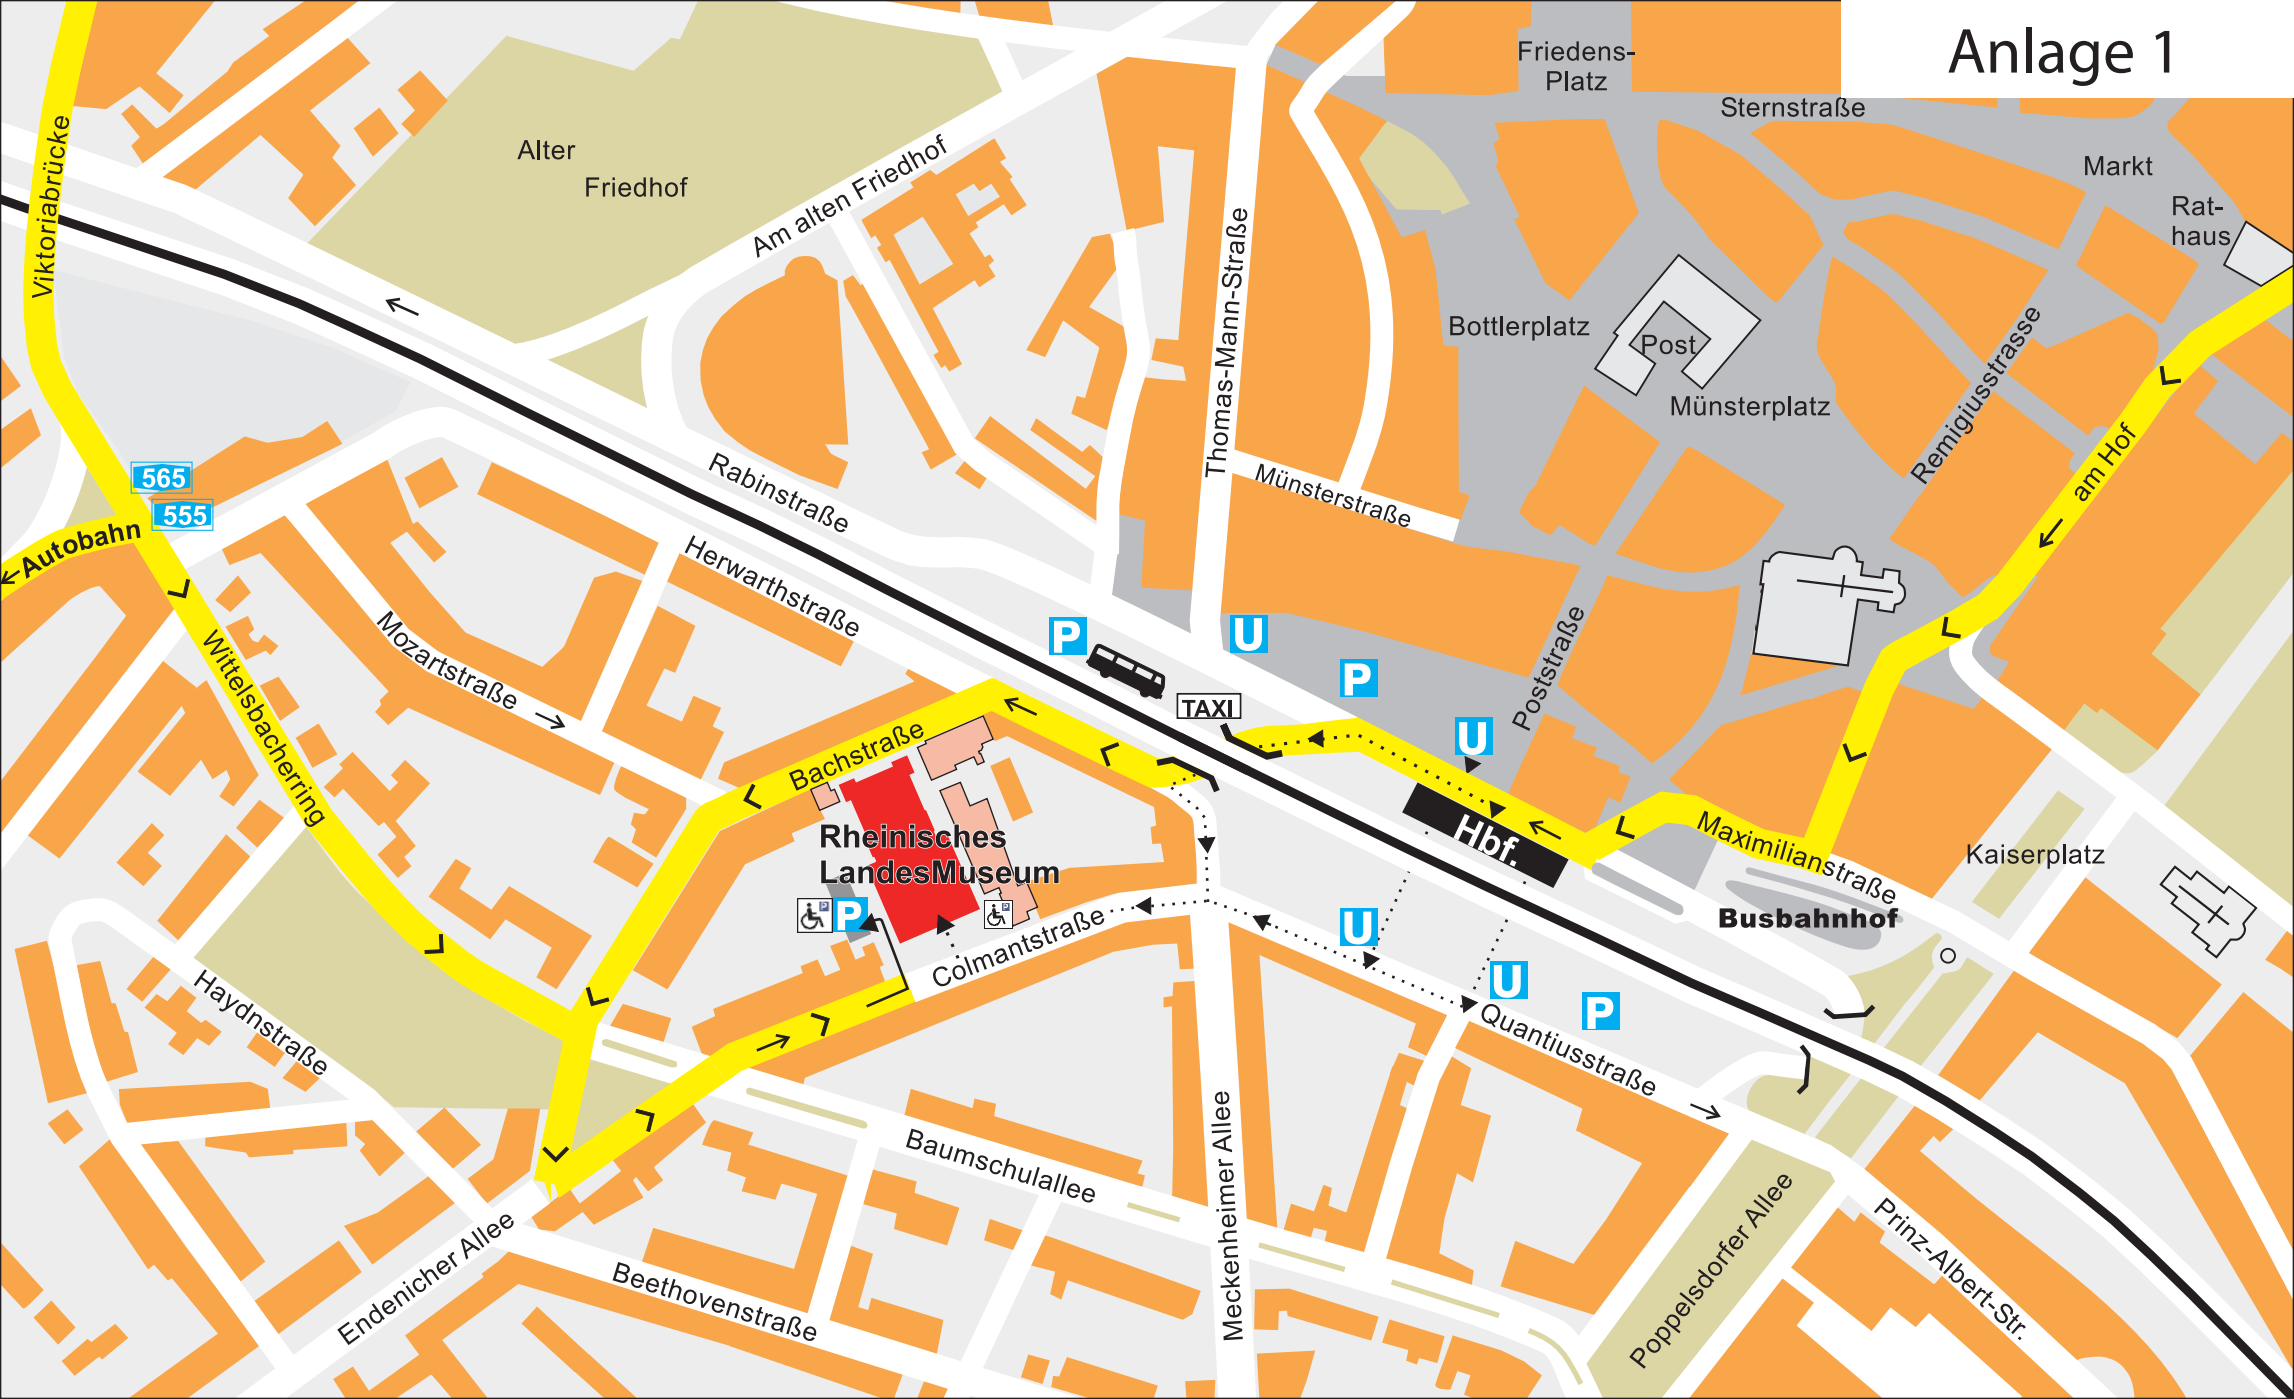 Anlage 1
Friedens-
Platz
Sternstraße
Markt
Rat-
haus
Viktoriabrücke
Alter
Friedhof
Am alten Friedhof
Thomas-Mann-Straße
Bottlerplatz
Post
Münsterplatz
Remigiusstrasse
am Hof
565
555
←Autobahn
Rabinstraße
Münsterstraße
Herwarthstraße
Mozartstraße
Wittelsbacherring
P
U
P
TAXI
U
Poststraße
Bachstraße
Hbf.
Maximilianstraße
Kaiserplatz
Rheinisches
LandesMuseum
P
P
P
Busbahnhof
Colmantstraße
U
U
P
Haydnstraße
Quantiusstraße
Baumschulallee
Meckenheimer Allee
Poppelsdorfer Allee
Prinz-Albert-Str.
Endenicher Allee
Beethovenstraße